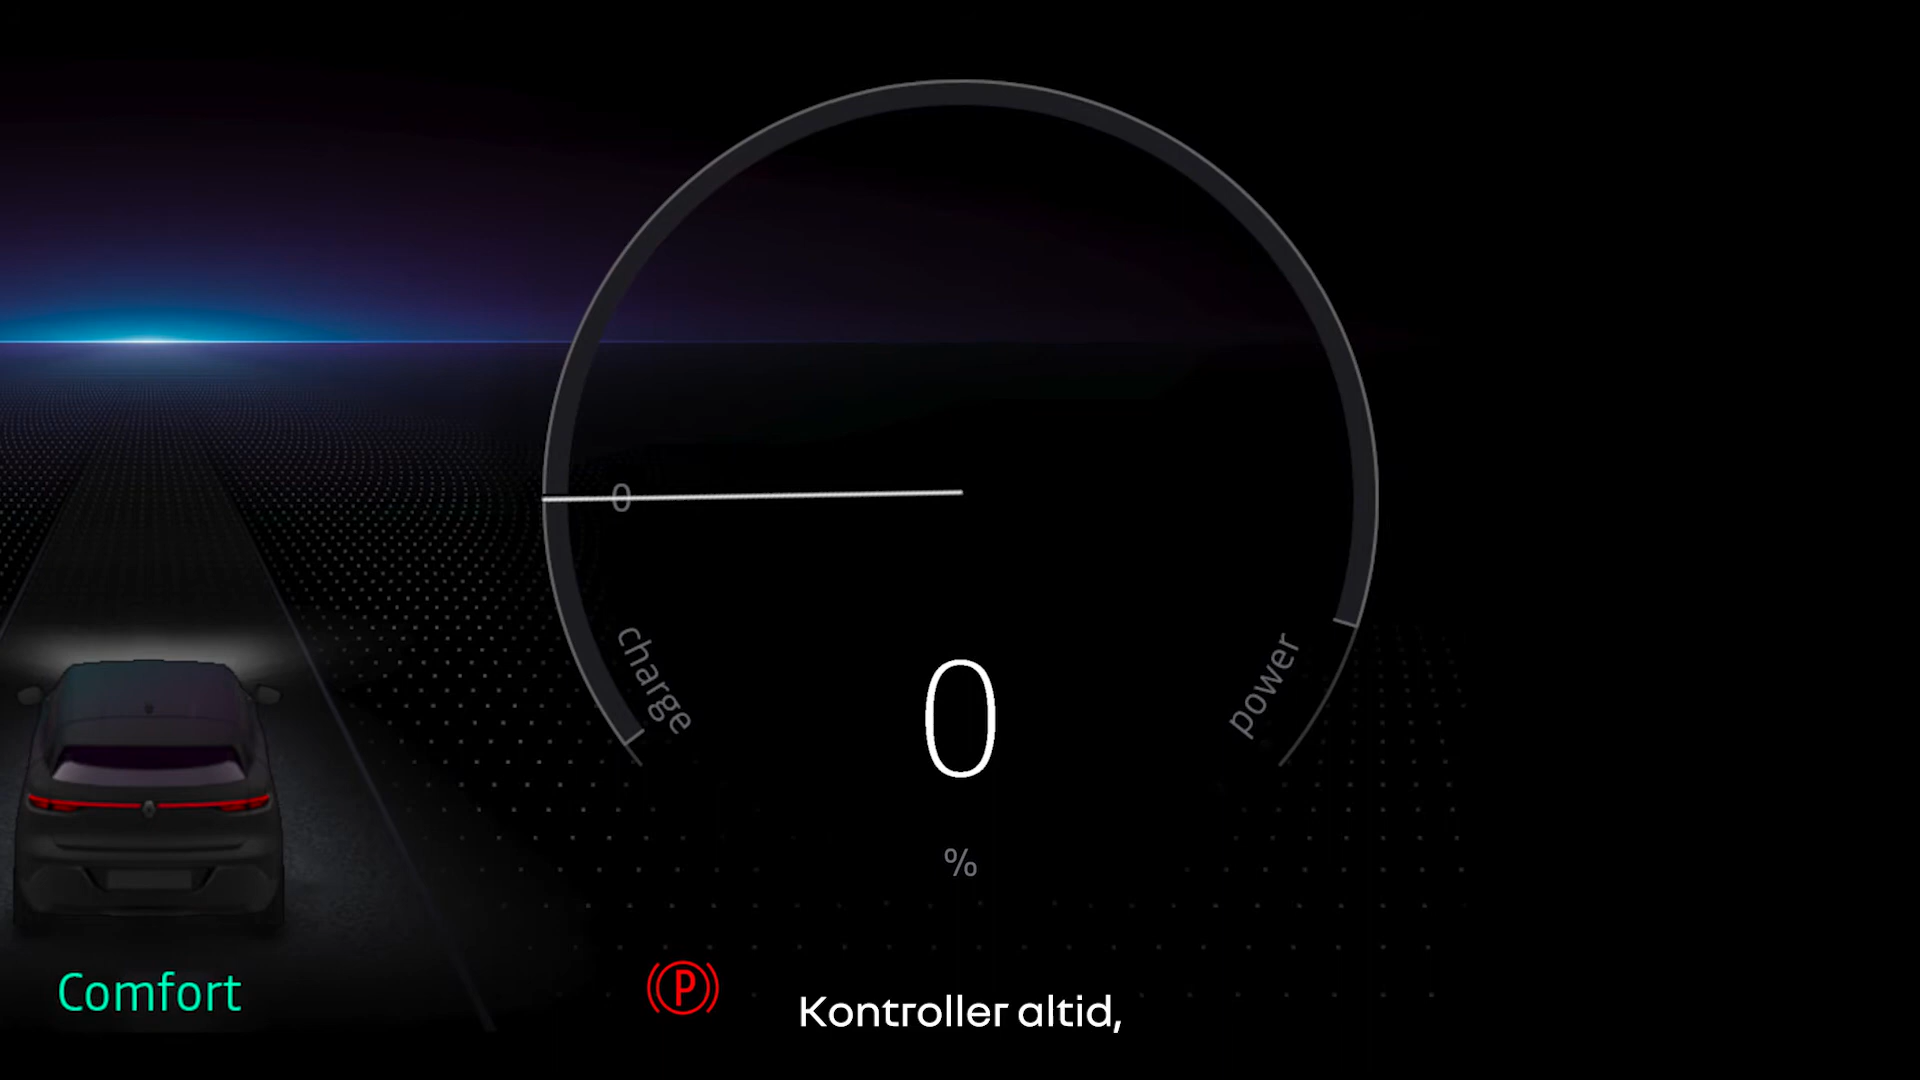 0
charge
power
0
%
Comfort
P
Kontroller altid,